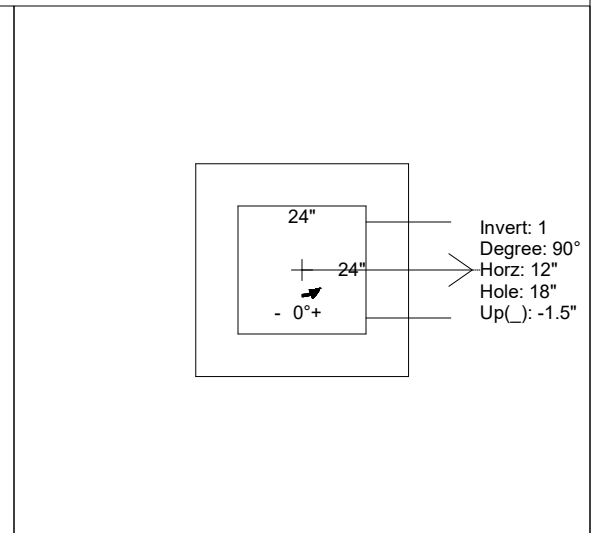 24"
24"
- 0°+
Invert: 1
Degree: 90°
Horz: 12"
Hole: 18"
Up(_): -1.5"